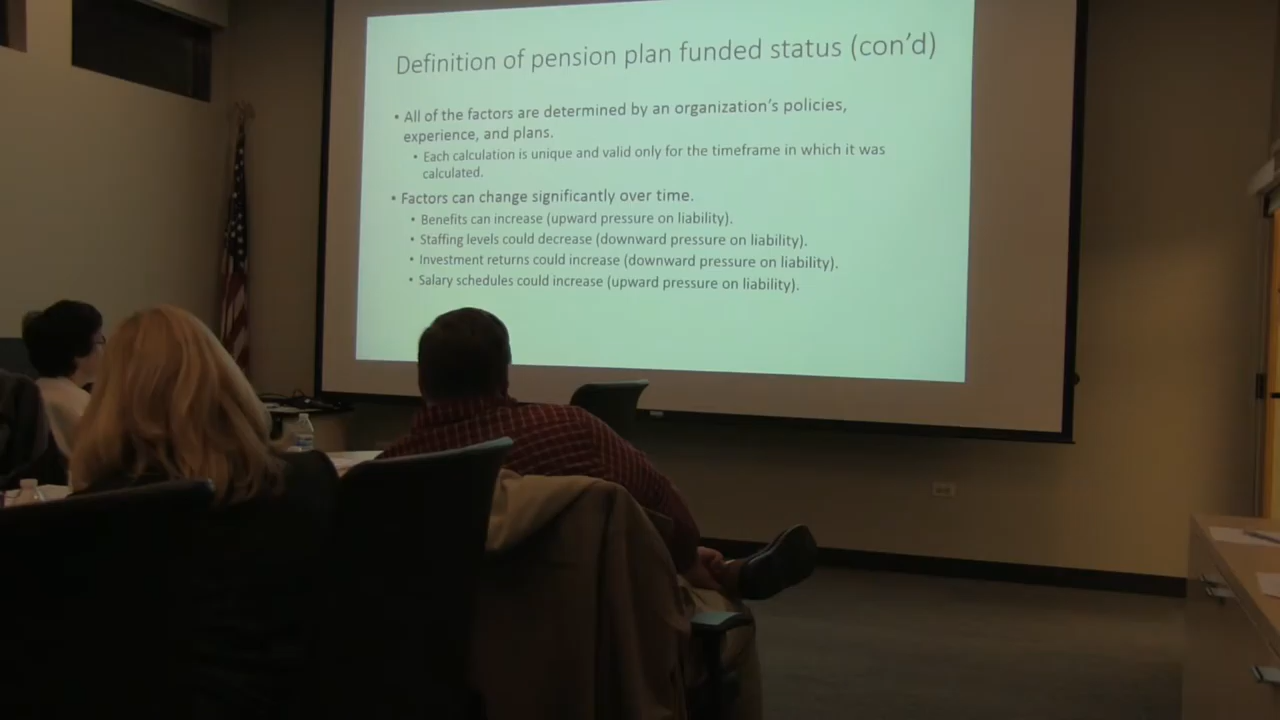 Definition of pension plan funded status (con'd)
• All of the factors are determined by an organization's policies,
experience, and plans.
• Each calculation is unique and valid only for the timeframe in which it was
calculated.
• Factors can change significantly over time.
• Benefits can increase (upward pressure on liability).
• Staffing levels could decrease (downward pressure on liability).
• Investment returns could increase (downward pressure on liability).
• Salary schedules could increase (upward pressure on liability).